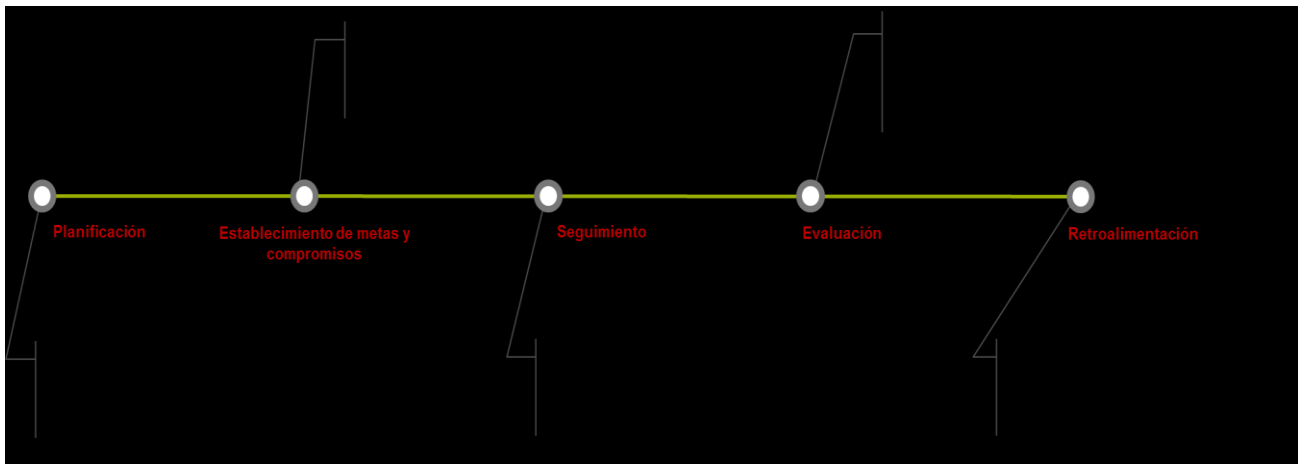 Planificación
Establecimiento de metas y
compromisos
Seguimiento
Evaluación
Retroalimentación